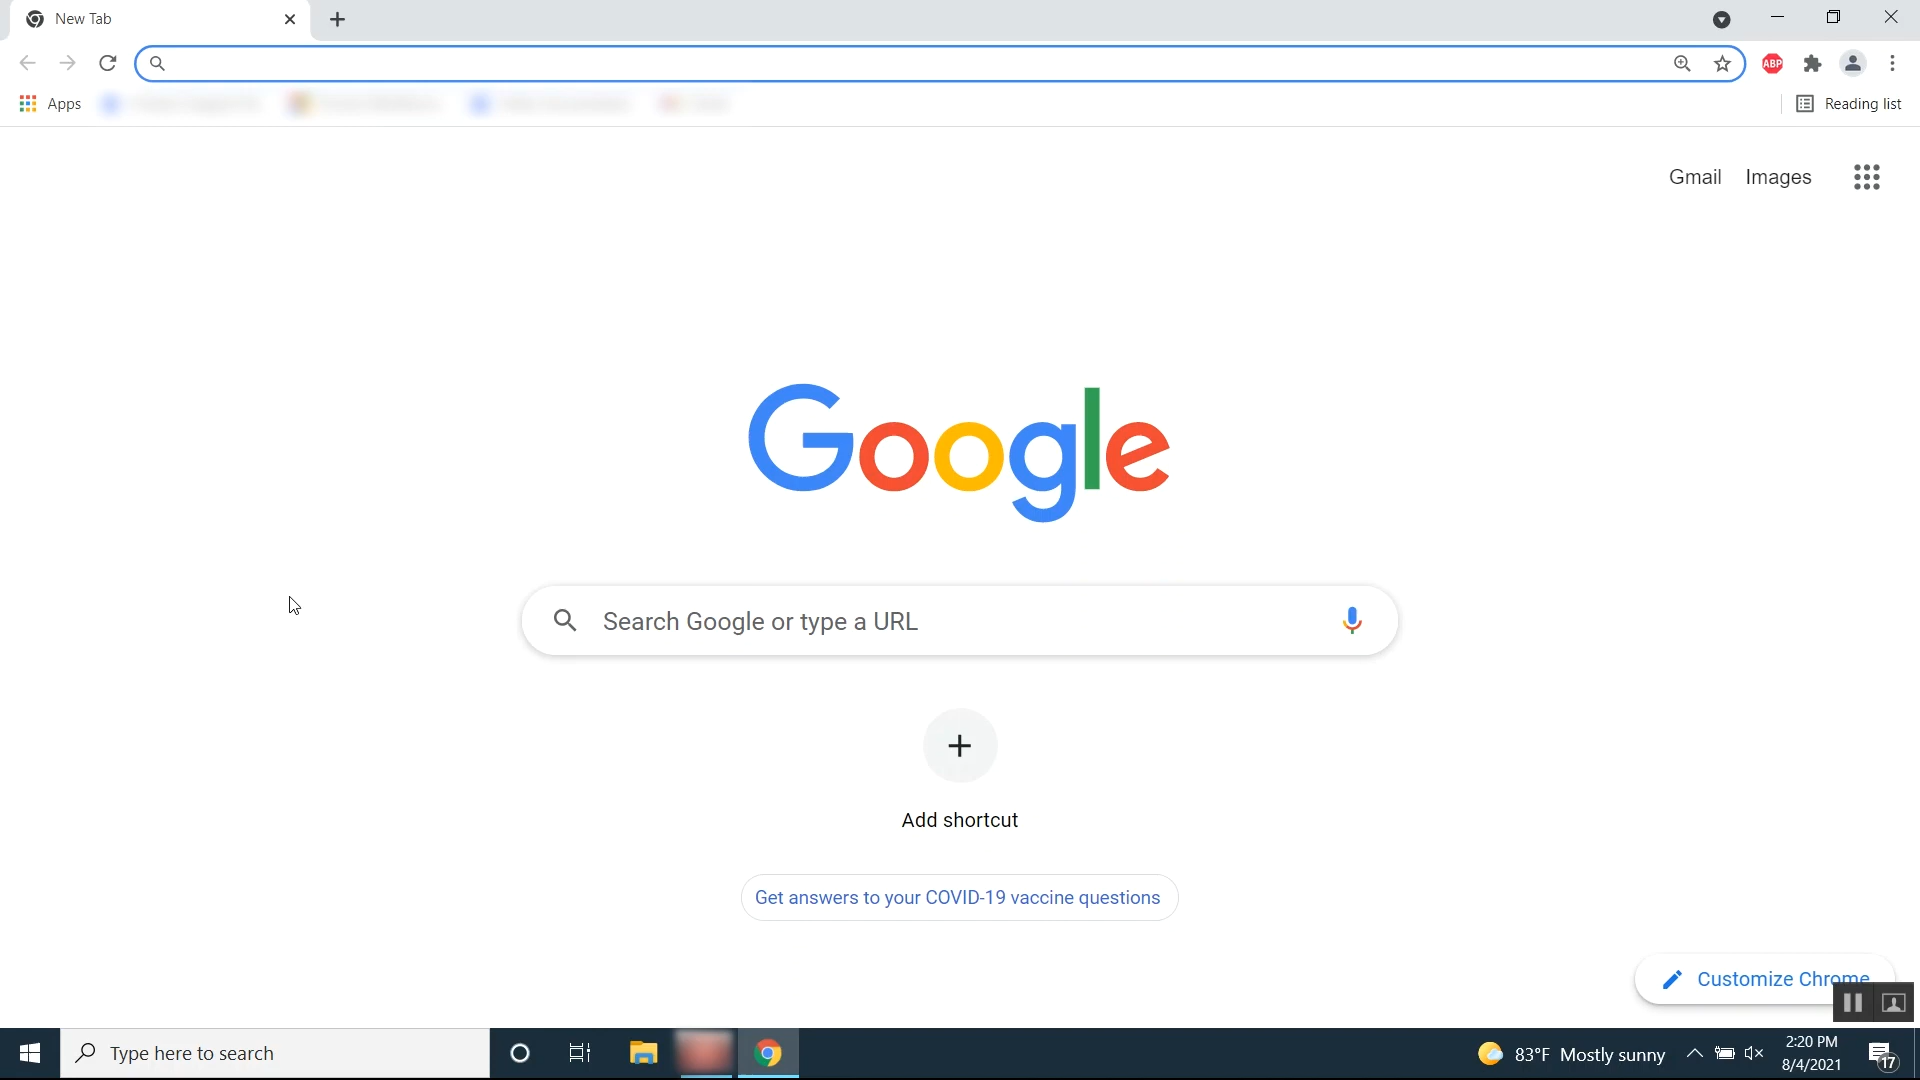 New Tab
ABP
Apps
Reading list
Gmail Images
Google
Search Google or type a URL
Add shortcut
Get answers to your COVID-19 vaccine questions
Customize Chrome
Type here to search
83°F Mostly sunny
2:20 PM
8/4/2021
17